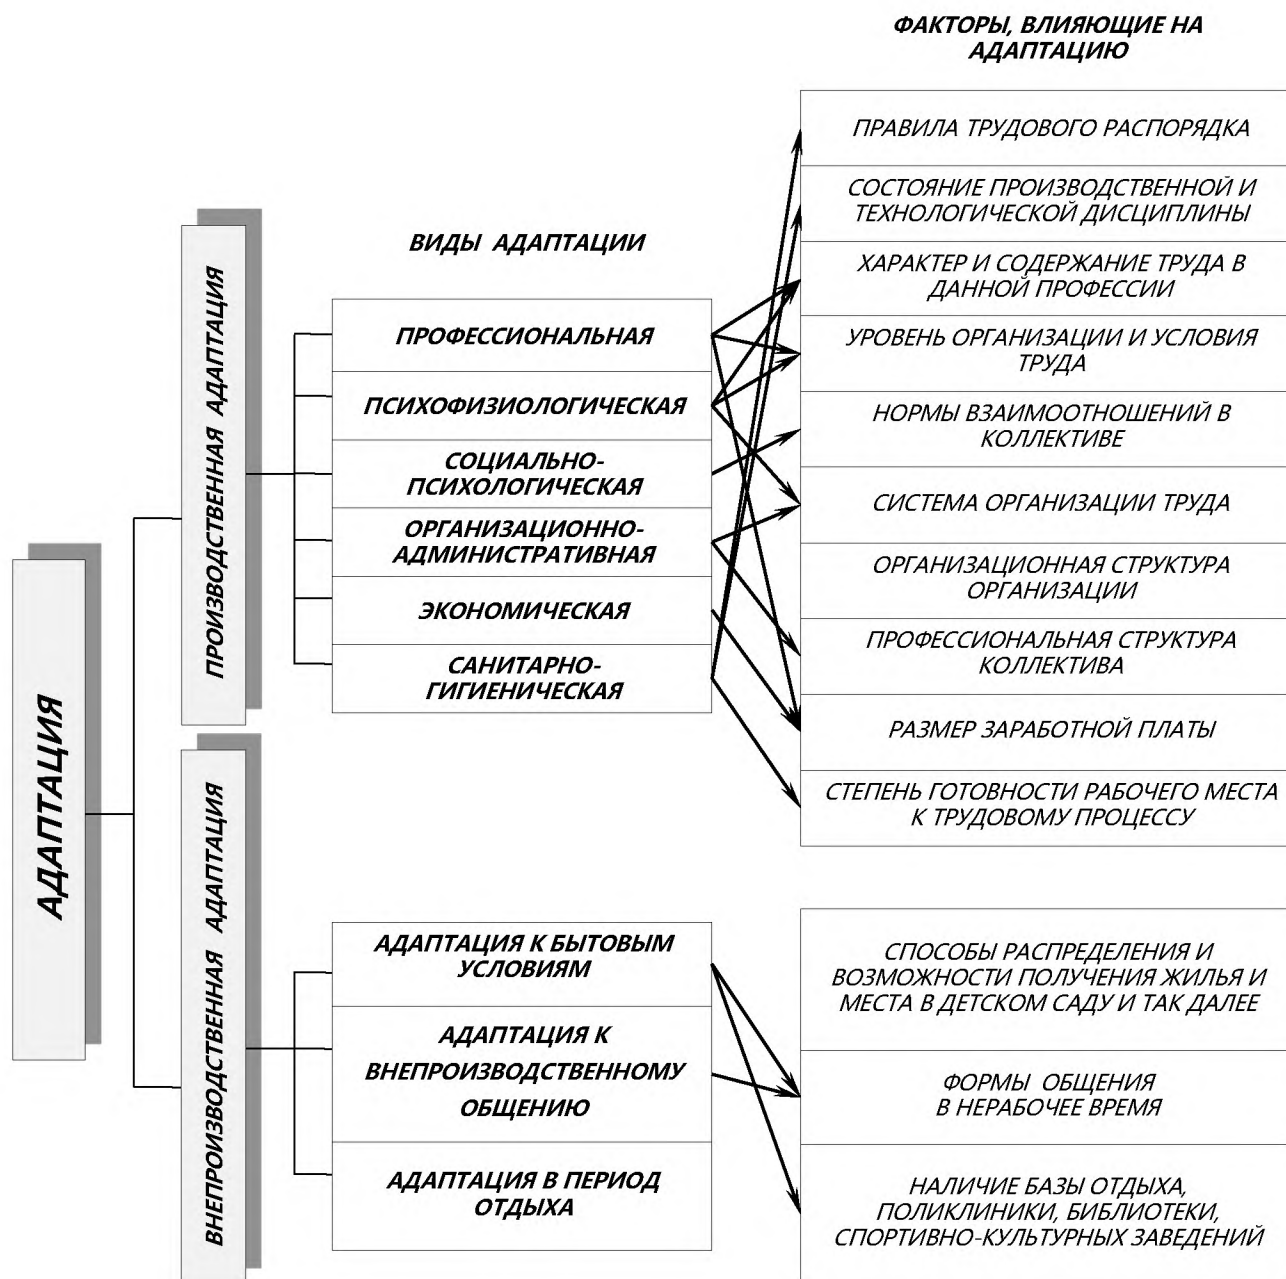 ФАКТОРЫ, ВЛИЯЮЩИЕ НА
АДАПТАЦИЮ
ПРАВИЛА ТРУДОВОГО РАСПОРЯДКА
СОСТОЯНИЕ ПРОИЗВОДСТВЕННОЙ И
ТЕХНОЛОГИЧЕСКОЙ ДИСЦИПЛИНЫ
ХАРАКТЕР И СОДЕРЖАНИЕ ТРУДА В
ДАННОЙ ПРОФЕССИИ
УРОВЕНЬ ОРГАНИЗАЦИИ И УСЛОВИЯ
ТРУДА
НОРМЫ ВЗАИМООТНОШЕНИЙ В
КОЛЛЕКТИВЕ
СИСТЕМА ОРГАНИЗАЦИИ ТРУДА
ОРГАНИЗАЦИОННАЯ СТРУКТУРА
ОРГАНИЗАЦИИ
ПРОФЕССИОНАЛЬНАЯ СТРУКТУРА
КОЛЛЕКТИВА
РАЗМЕР ЗАРАБОТНОЙ ПЛАТЫ
СТЕПЕНЬ ГОТОВНОСТИ РАБОЧЕГО МЕСТА
К ТРУДОВОМУ ПРОЦЕССУ
ВИДЫ АДАПТАЦИИ
ПРОФЕССИОНАЛЬНАЯ
ПСИХОФИЗИОЛОГИЧЕСКАЯ
СОЦИАЛЬНО-
ПСИХОЛОГИЧЕСКАЯ
ОРГАНИЗАЦИОННО-
АДМИНИСТРАТИВНАЯ
ЭКОНОМИЧЕСКАЯ
САНИТАРНО-
ГИГИЕНИЧЕСКАЯ
ПРОИЗВОДСТВЕННАЯ АДАПТАЦИЯ
АДАПТАЦИЯ
ВНЕПРОИЗВОДСТВЕННАЯ АДАПТАЦИЯ
АДАПТАЦИЯ К БЫТОВЫМ
УСЛОВИЯМ
АДАПТАЦИЯ К
ВНЕПРОИЗВОДСТВЕННОМУ
ОБЩЕНИЮ
АДАПТАЦИЯ В ПЕРИОД
ОТДЫХА
СПОСОБЫ РАСПРЕДЕЛЕНИЯ И
ВОЗМОЖНОСТИ ПОЛУЧЕНИЯ ЖИЛЬЯ И
МЕСТА В ДЕТСКОМ САДУ И ТАК ДАЛЕЕ
ФОРМЫ ОБЩЕНИЯ
В НЕРАБОЧЕЕ ВРЕМЯ
НАЛИЧИЕ БАЗЫ ОТДЫХА,
ПОЛИКЛИНИКИ, БИБЛИОТЕКИ,
СПОРТИВНО-КУЛЬТУРНЫХ ЗАВЕДЕНИЙ